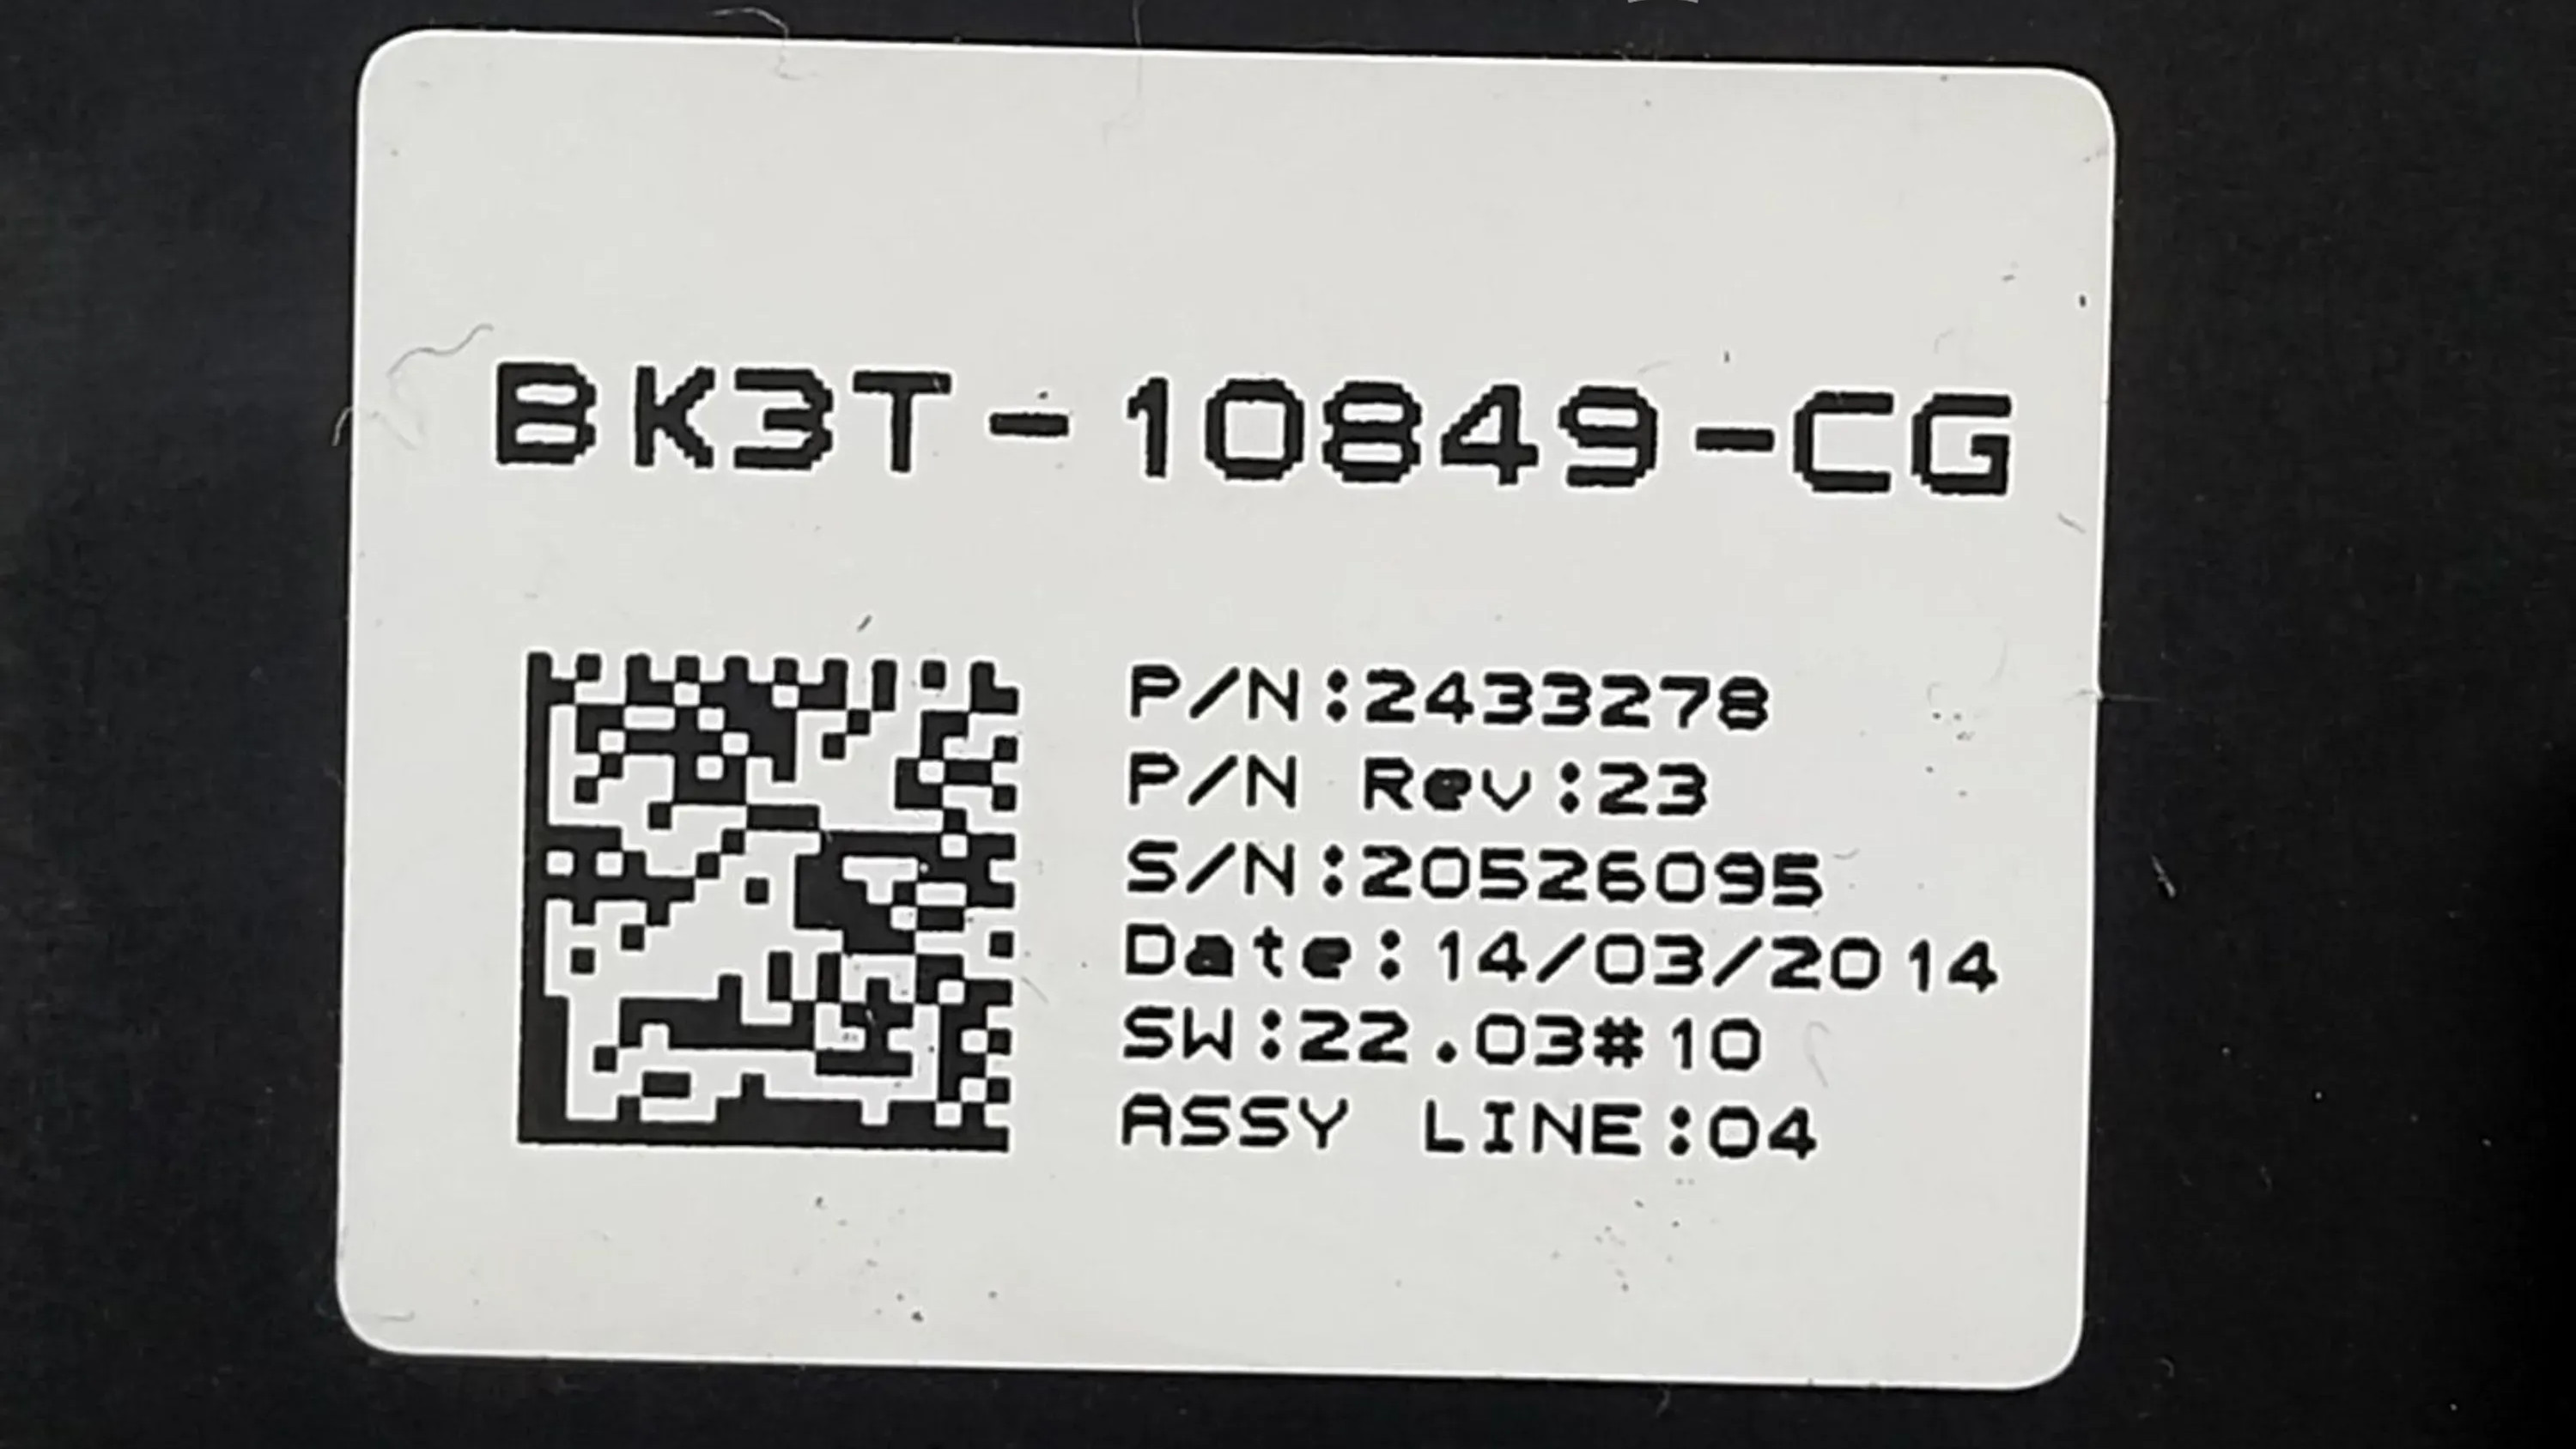 BK3T-10849-CG
P/N:2433278
P/N Rev:23
S/N:20526095
Date:14/03/2014
SW:22.03#10
ASSY LINE:04